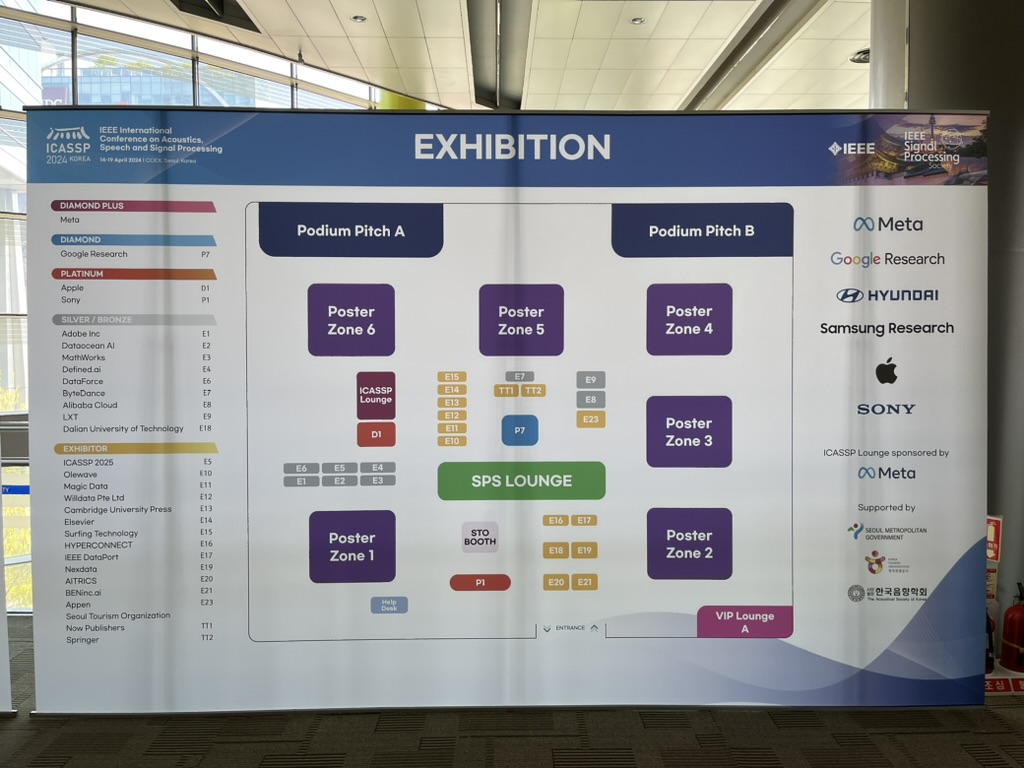 ICASSP
2024 KOREA
IEEE International
Conference on Acoustics,
Speech and Signal Processing
14-19 April 2024 | COEX, Seoul, Korea
EXHIBITION
IEEE
IEEE
Signal
Processing
Society
DIAMOND PLUS
Meta
DIAMOND
Google Research P7
PLATINUM
Apple D1
Sony P1
SILVER / BRONZE
Adobe Inc E1
Dataocean AI E2
MathWorks E3
Defined.ai E4
DataForce E6
ByteDance E7
Alibaba Cloud E8
LXT E9
Dalian University of Technology E18
EXHIBITOR
ICASSP 2025 E5
Olewave E10
Magic Data E11
Willdata Pte Ltd E12
Cambridge University Press E13
Elsevier E14
Surfing Technology E15
HYPERCONNECT E16
IEEE DataPort E17
Nexdata E19
AITRICS E20
BENinc.ai E21
Appen E23
Seoul Tourism Organization
Now Publishers TT1
Springer TT2
Podium Pitch A
Podium Pitch B
Poster
Zone 6
Poster
Zone 5
Poster
Zone 4
ICASSP
Lounge
D1
E15
E14
E13
E12
E11
E10
E7
TT1 TT2
P7
E9
E8
E23
Poster
Zone 3
E6 E5 E4
E1 E2 E3
SPS LOUNGE
Poster
Zone 1
STO
BOOTH
P1
E16 E17
E18 E19
E20 E21
Poster
Zone 2
Help
Desk
ENTRANCE
VIP Lounge
A
Meta
Google Research
HYUNDAI
Samsung Research
SONY
ICASSP Lounge sponsored by
Meta
Supported by
SEOUL METROPOLITAN
GOVERNMENT
한국음향학회
The Acoustical Society of Korea